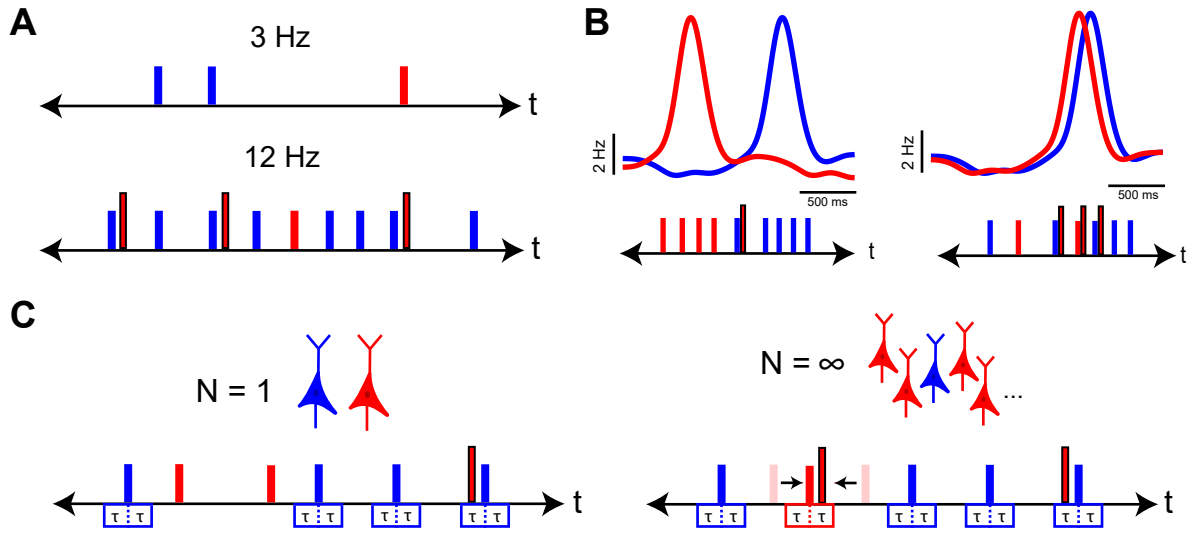 A
3 Hz
t
12 Hz
t
B
2 Hz
500 ms
t
2 Hz
500 ms
t
C
N = 1
τ τ τ τ τ τ τ τ
t
N = ∞
...
τ τ τ τ τ τ τ τ τ τ
t